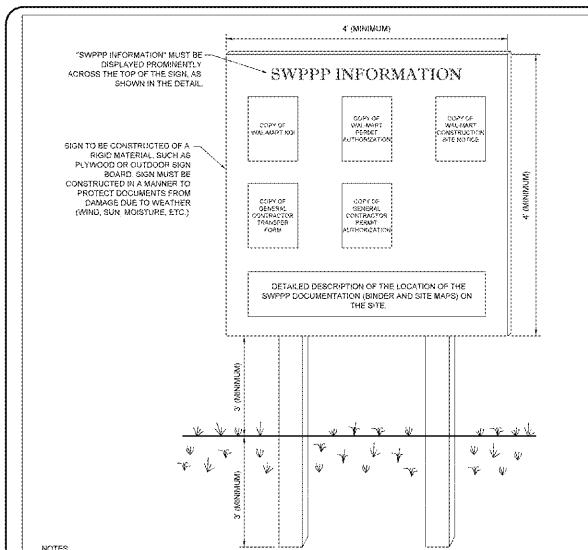 4' (MINIMUM)
"SWPPP INFORMATION" MUST BE
DISPLAYED PROMINENTLY
ACROSS THE TOP OF THE SIGN, AS
SHOWN IN THE DETAIL.
SWPPP INFORMATION
COPY OF
WAL-MART NOI
COPY OF
WAL-MART
PERMIT
AUTHORIZATION
COPY OF
WAL-MART
CONSTRUCTION
SITE NOTICE
SIGN TO BE CONSTRUCTED OF A
RIGID MATERIAL, SUCH AS
PLYWOOD OR OUTDOOR SIGN
BOARD. SIGN MUST BE
CONSTRUCTED IN A MANNER TO
PROTECT DOCUMENTS FROM
DAMAGE DUE TO WEATHER
(WIND, SUN, MOISTURE, ETC.)
4' (MINIMUM)
COPY OF
GENERAL
CONTRACTOR
TRANSFER
FORM
COPY OF
GENERAL
CONTRACTOR
PERMIT
AUTHORIZATION
DETAILED DESCRIPTION OF THE LOCATION OF THE
SWPPP DOCUMENTATION (BINDER AND SITE MAPS) ON
THE SITE.
3' (MINIMUM)
3' (MINIMUM)
NOTES